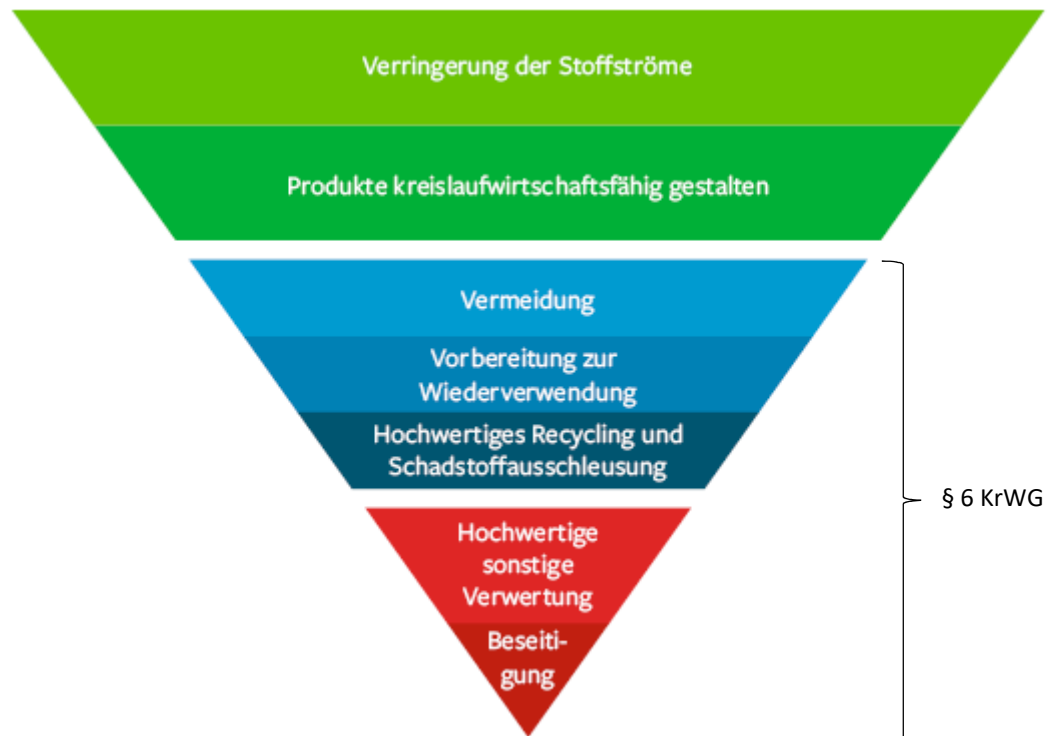 Verringerung der Stoffströme
Produkte kreislaufwirtschaftsfähig gestalten
Vermeidung
Vorbereitung zur
Wiederverwendung
Hochwertiges Recycling und
Schadstoffausschleusung
§ 6 KrWG
Hochwertige
sonstige
Verwertung
Beseiti-
gung